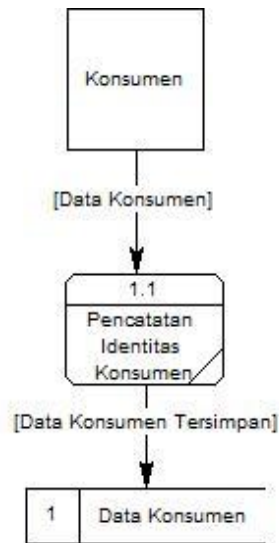 Konsumen
[Data Konsumen]
1.1
Pencatatan
Identitas
Konsumen
[Data Konsumen Tersimpan]
1 Data Konsumen